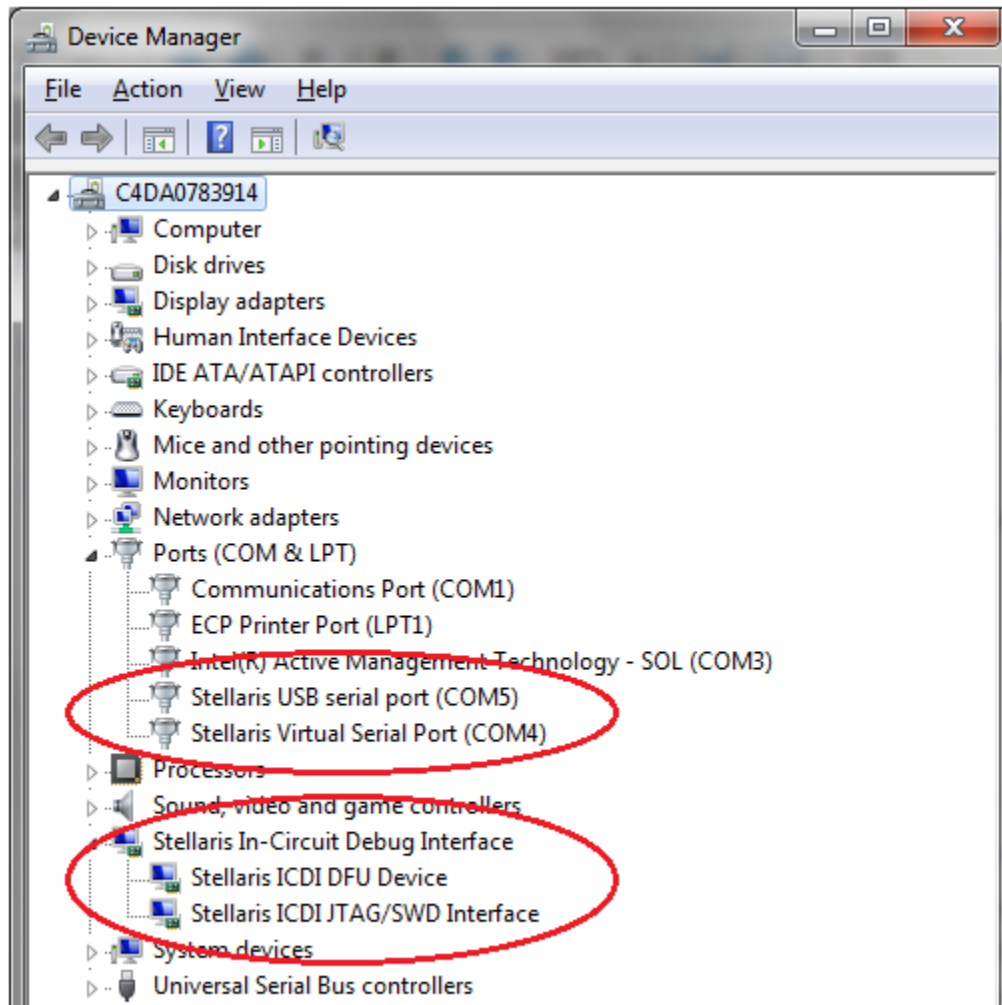 Device Manager
File Action View Help
?
C4DA0783914
Computer
Disk drives
Display adapters
Human Interface Devices
IDE ATA/ATAPI controllers
Keyboards
Mice and other pointing devices
Monitors
Network adapters
Ports (COM & LPT)
Communications Port (COM1)
ECP Printer Port (LPT1)
Intel(R) Active Management Technology - SOL (COM3)
Stellaris USB serial port (COM5)
Stellaris Virtual Serial Port (COM4)
Processors
Sound, video and game controllers
Stellaris In-Circuit Debug Interface
Stellaris ICDI DFU Device
Stellaris ICDI JTAG/SWD Interface
System devices
Universal Serial Bus controllers